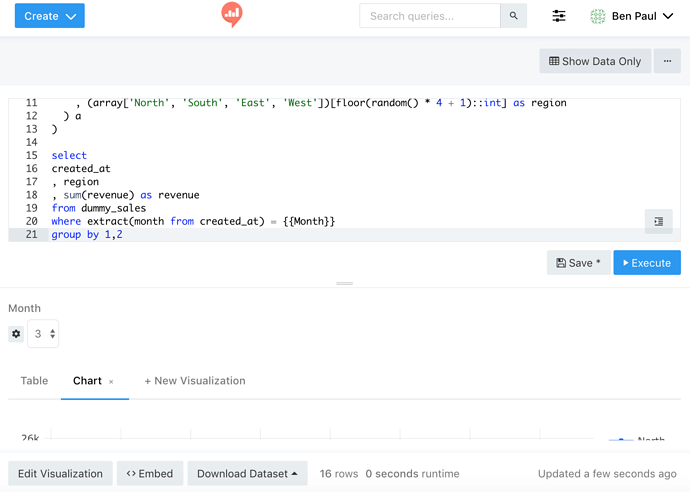 Create
Search queries...
Ben Paul
Show Data Only
...
11 , (array['North', 'South', 'East', 'West'])[floor(random() * 4 + 1)::int] as region
12 ) a
13 )
14
15 select
16 created_at
17 , region
18 , sum(revenue) as revenue
19 from dummy_sales
20 where extract(month from created_at) = {{Month}}
21 group by 1,2
Save *
Execute
Month
3
Table
Chart ×
+ New Visualization
26k
North
Edit Visualization
<> Embed
Download Dataset
16 rows 0 seconds runtime
Updated a few seconds ago